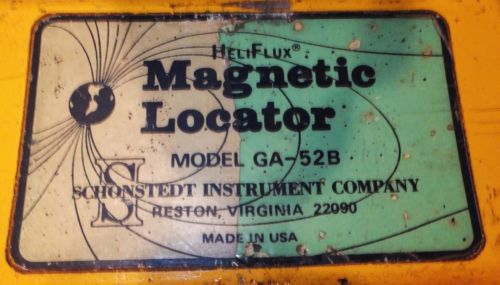 HELIFLUX®
Magnetic
Locator
MODEL GA-52B
S
SCHONSTEDT INSTRUMENT COMPANY
RESTON, VIRGINIA 22090
MADE IN USA